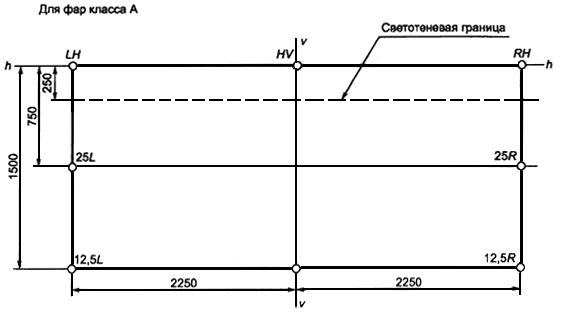 Для фар класса А
Светотеневая граница
v
LH
HV
RH
h
h
250
750
1500
25L
25R
12,5L
12,5R
2250
2250
v